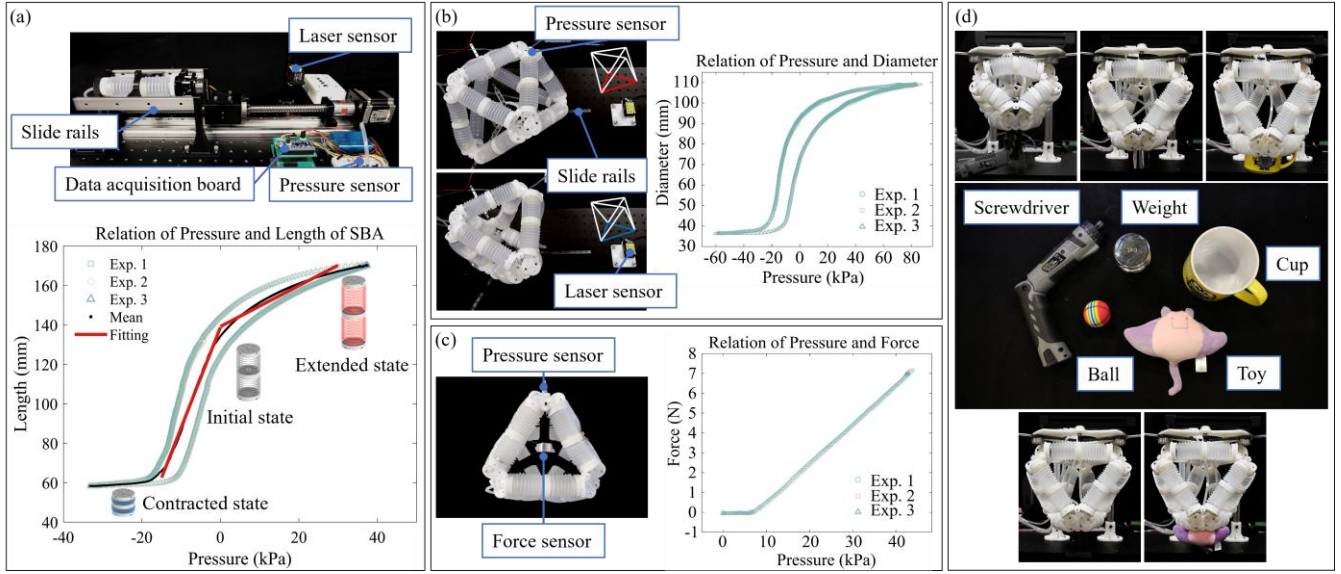 (a)
Laser sensor
Slide rails
Data acquisition board
Pressure sensor
Relation of Pressure and Length of SBA
180
160
140
120
100
80
60
40
Length (mm)
Exp. 1
Exp. 2
Exp. 3
Mean
Fitting
Extended state
Initial state
Contracted state
-40
-20
0
20
40
Pressure (kPa)
(b)
Pressure sensor
Slide rails
Laser sensor
Relation of Pressure and Diameter
110
100
90
80
70
60
50
40
30
Diameter (mm)
Exp. 1
Exp. 2
Exp. 3
-60
-40
-20
0
20
40
60
80
Pressure (kPa)
(c)
Pressure sensor
Force sensor
Relation of Pressure and Force
7
6
5
4
3
2
1
0
-1
Force (N)
Exp. 1
Exp. 2
Exp. 3
0
10
20
30
40
Pressure (kPa)
(d)
Screwdriver
Weight
Cup
Ball
Toy